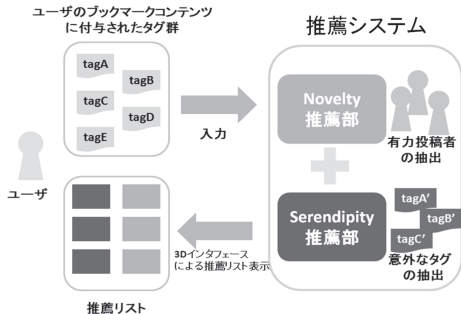 ユーザのブックマークコンテンツ
に付与されたタグ群
tagA
tagB
tagC
tagD
tagE
ユーザ
入力
推薦システム
Novelty
推薦部
有力投稿者
の抽出
Serendipity
推薦部
tagA'
tagB'
tagC'
意外なタグ
の抽出
3Dインタフェース
による推薦リスト表示
推薦リスト